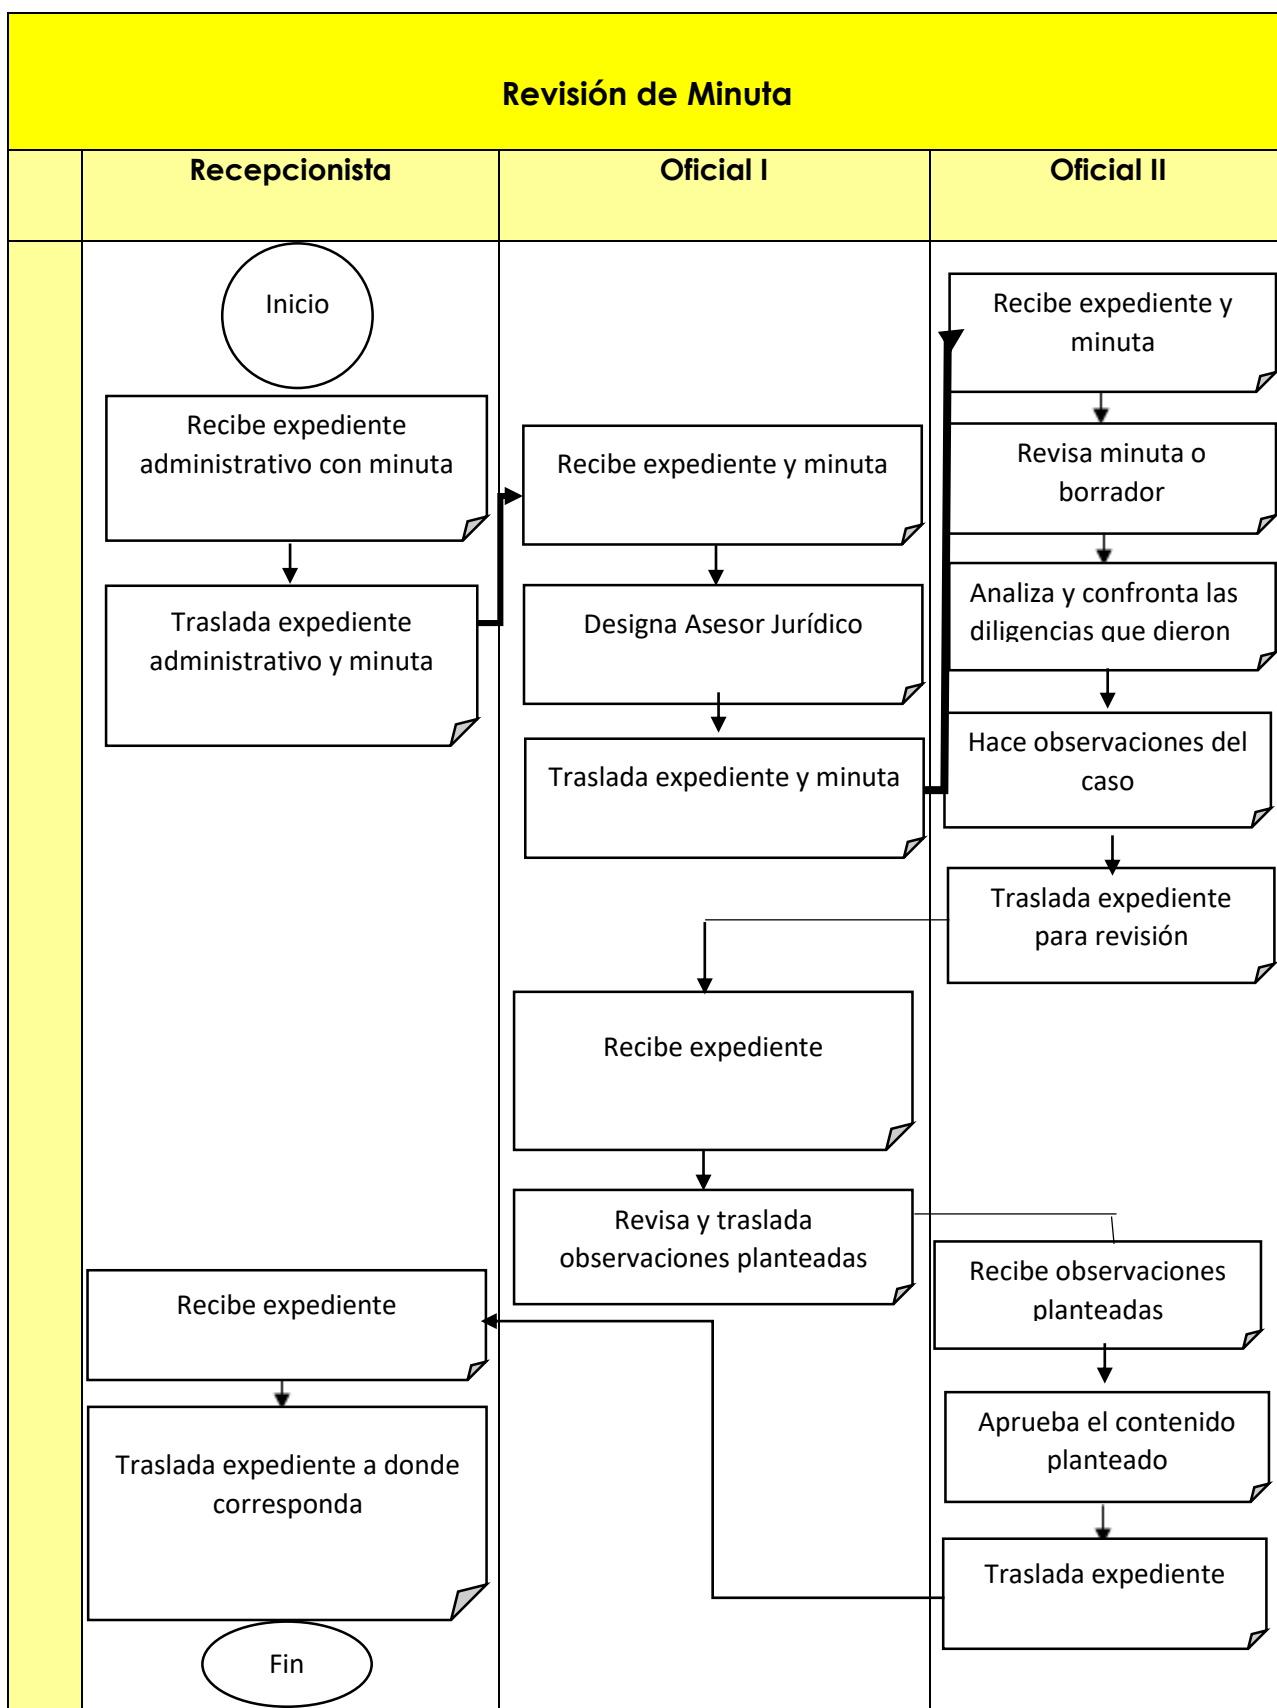 Revisión de Minuta
Recepcionista
Oficial I
Oficial II
Inicio
Recibe expediente
administrativo con minuta
Traslada expediente
administrativo y minuta
Recibe expediente y minuta
Designa Asesor Jurídico
Traslada expediente y minuta
Recibe expediente y
minuta
Revisa minuta o
borrador
Analiza y confronta las
diligencias que dieron
Hace observaciones del
caso
Traslada expediente
para revisión
Recibe expediente
Revisa y traslada
observaciones planteadas
Recibe observaciones
planteadas
Aprueba el contenido
planteado
Traslada expediente
Recibe expediente
Traslada expediente a donde
corresponda
Fin